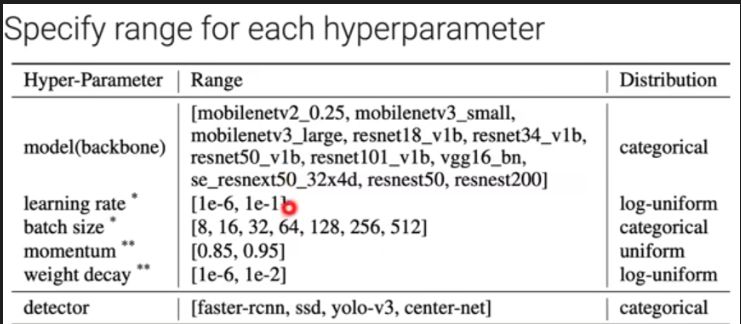 Specify range for each hyperparameter
Hyper-Parameter Range Distribution
[mobilenetv2_0.25, mobilenetv3_small,
mobilenetv3_large, resnet18_v1b, resnet34_v1b,
model(backbone) resnet50_v1b, resnet101_v1b, vgg16_bn, categorical
se_resnext50_32x4d, resnest50, resnest200]
learning rate * [1e-6, 1e-1] log-uniform
batch size * [8, 16, 32, 64, 128, 256, 512] categorical
momentum ** [0.85, 0.95] uniform
weight decay ** [1e-6, 1e-2] log-uniform
detector [faster-rcnn, ssd, yolo-v3, center-net] categorical